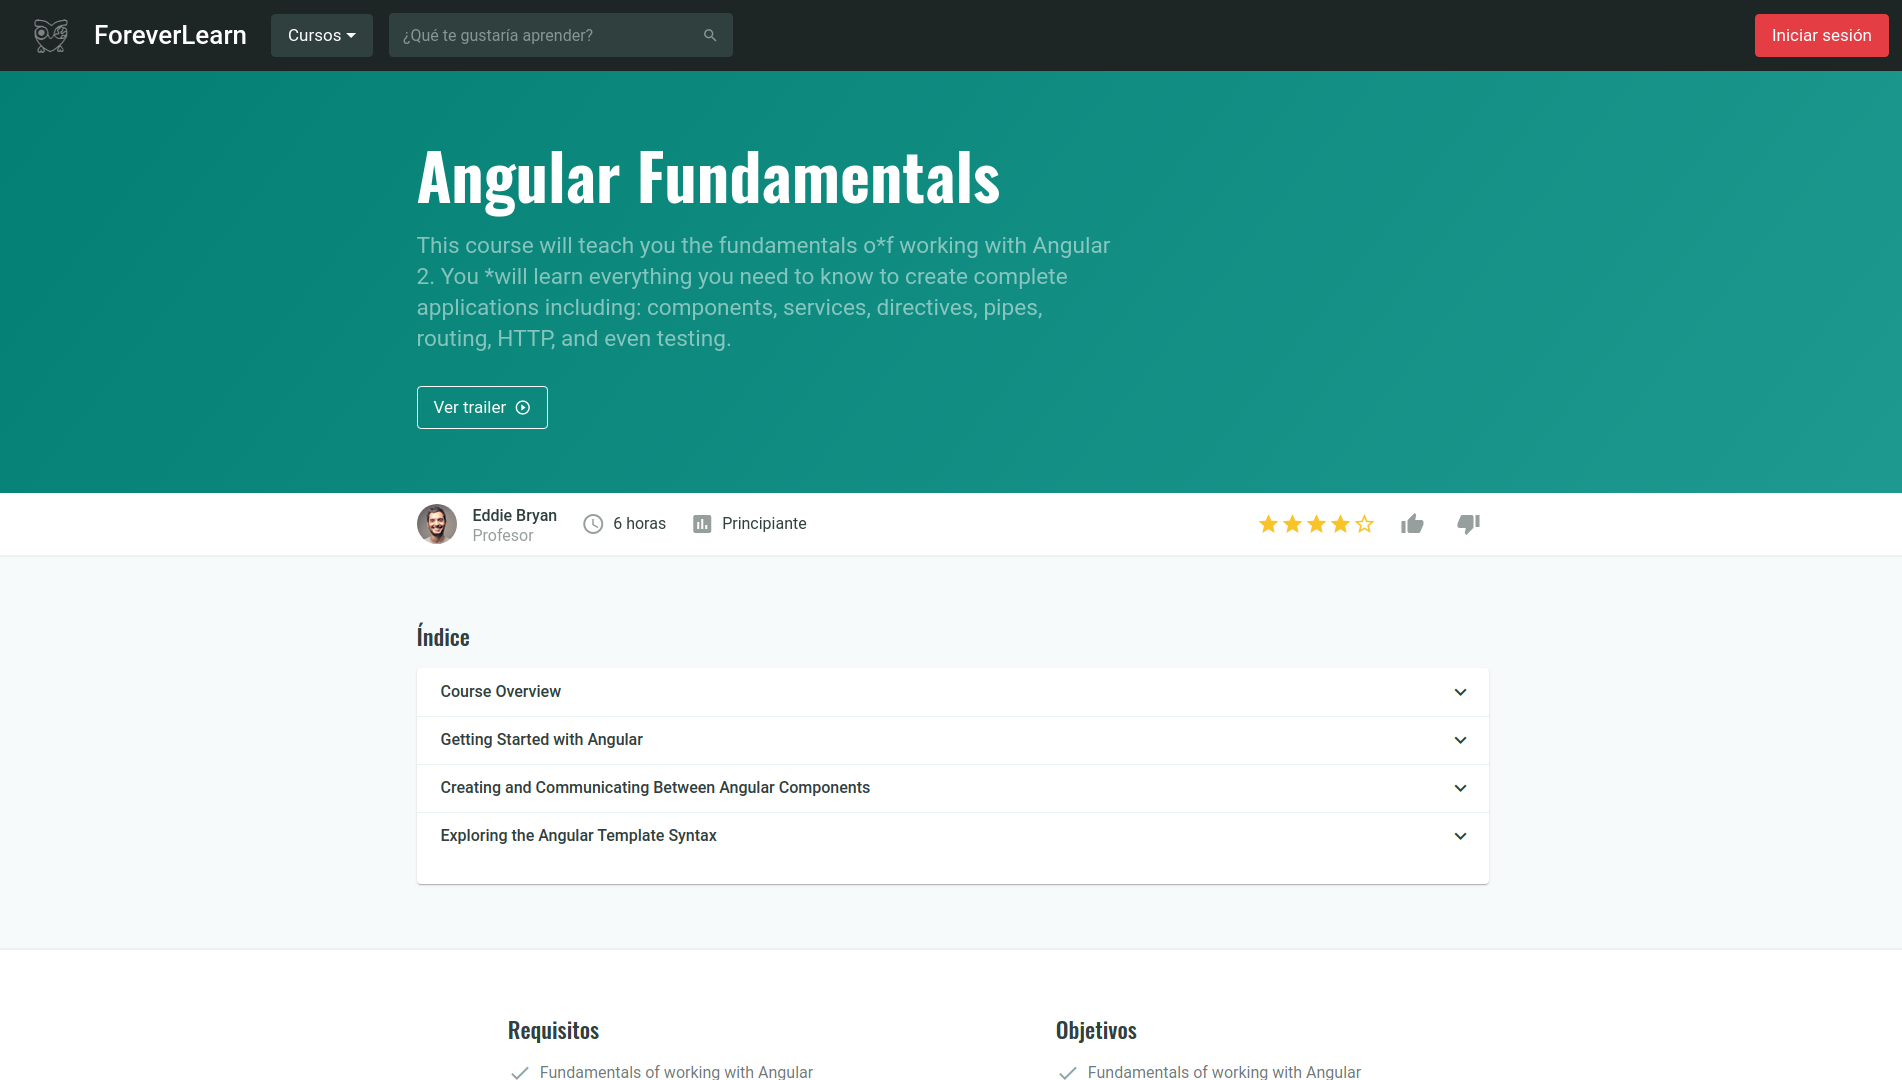 ForeverLearn
Cursos
¿Qué te gustaría aprender?
Iniciar sesión
Angular Fundamentals
This course will teach you the fundamentals o*f working with Angular
2. You *will learn everything you need to know to create complete
applications including: components, services, directives, pipes,
routing, HTTP, and even testing.
Ver trailer
Eddie Bryan
Profesor
6 horas
Principiante
Índice
Course Overview
Getting Started with Angular
Creating and Communicating Between Angular Components
Exploring the Angular Template Syntax
Requisitos
Fundamentals of working with Angular
Objetivos
Fundamentals of working with Angular